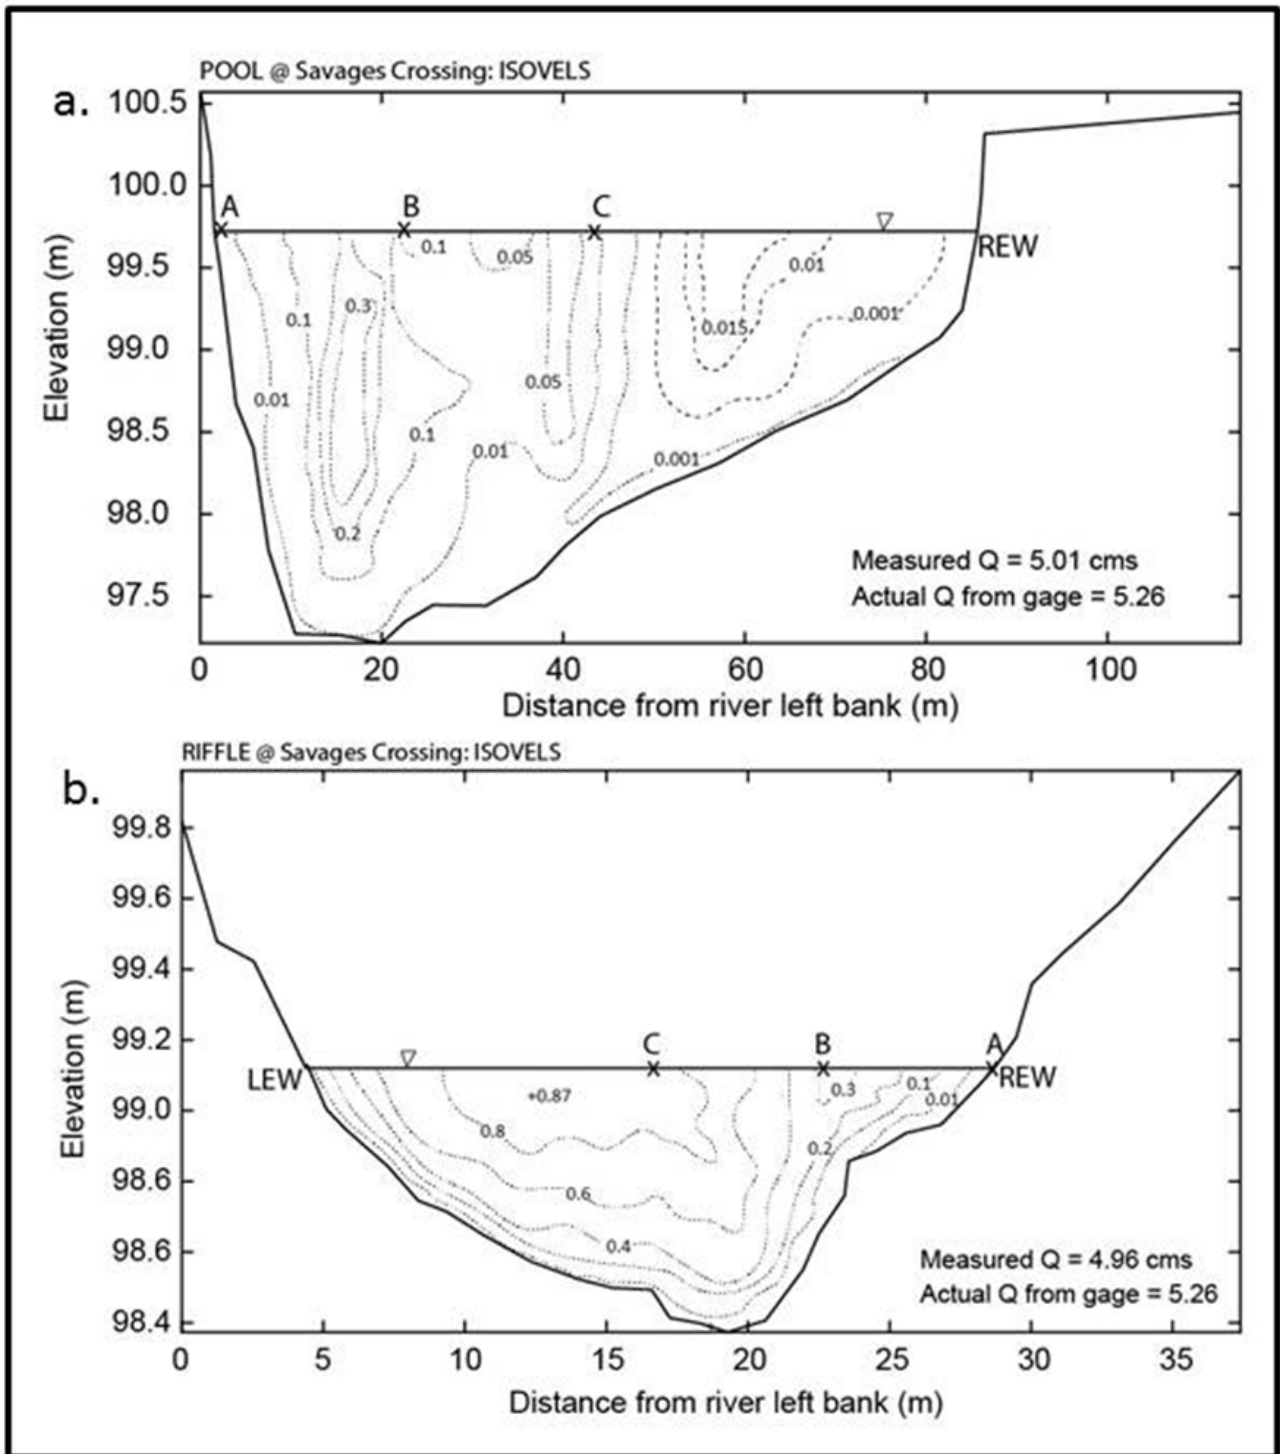 POOL @ Savages Crossing: ISOVELS
a.
100.5
100.0
99.5
99.0
98.5
98.0
97.5
Elevation (m)
A
B
C
REW
0.1
0.05
0.01
0.3
0.1
0.015
0.001
0.05
0.01
0.1
0.01
0.001
0.2
Measured Q = 5.01 cms
Actual Q from gage = 5.26
0 20 40 60 80 100
Distance from river left bank (m)
RIFFLE @ Savages Crossing: ISOVELS
b.
99.8
99.6
99.4
99.2
99.0
98.6
98.6
98.4
Elevation (m)
C
B
A
LEW
REW
+0.87
0.3
0.1
0.01
0.8
0.2
0.6
0.4
Measured Q = 4.96 cms
Actual Q from gage = 5.26
0 5 10 15 20 25 30 35
Distance from river left bank (m)